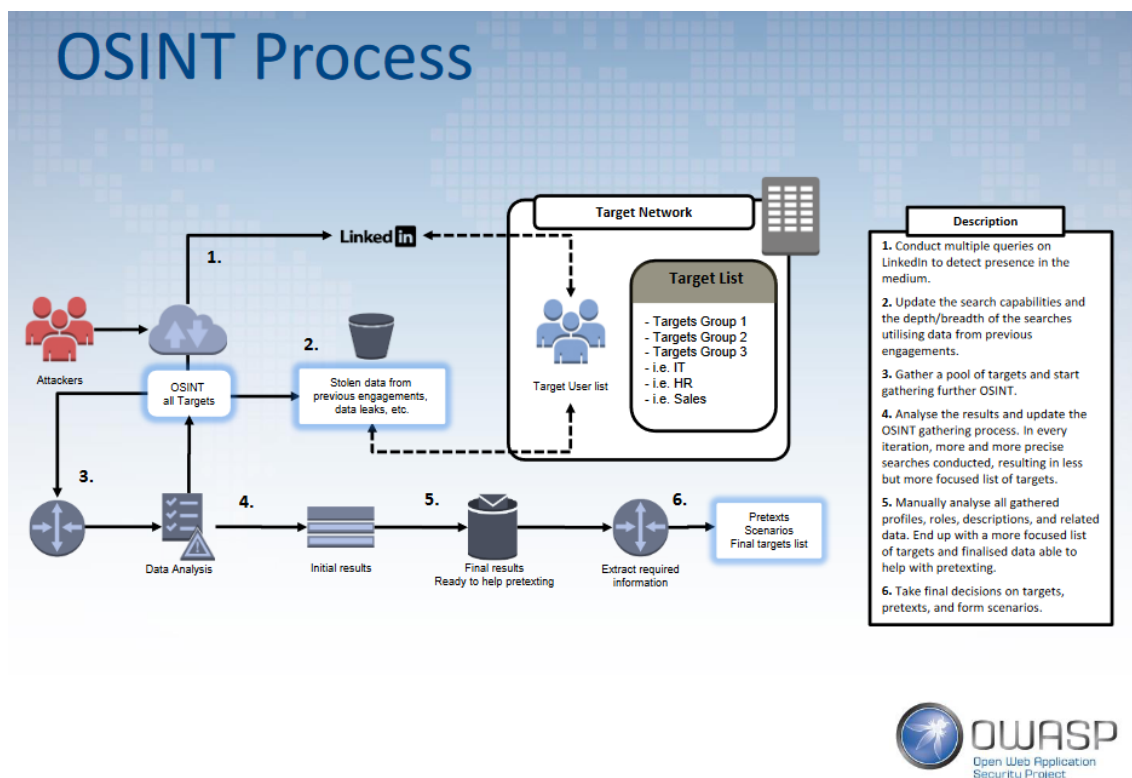 OSINT Process
Target Network
Linked in
1.
Target List
- Targets Group 1
- Targets Group 2
- Targets Group 3
- i.e. IT
- i.e. HR
- i.e. Sales
Target User list
Attackers
OSINT
all Targets
2.
Stolen data from
previous engagements,
data leaks, etc.
3.
Data Analysis
4.
Initial results
5.
Final results
Ready to help pretexting
Extract required
information
6.
Pretexts
Scenarios
Final targets list
Description
1. Conduct multiple queries on
LinkedIn to detect presence in the
medium.
2. Update the search capabilities and
the depth/breadth of the searches
utilising data from previous
engagements.
3. Gather a pool of targets and start
gathering further OSINT.
4. Analyse the results and update the
OSINT gathering process. In every
iteration, more and more precise
searches conducted, resulting in less
but more focused list of targets.
5. Manually analyse all gathered
profiles, roles, descriptions, and related
data. End up with a more focused list
of targets and finalised data able to
help with pretexting.
6. Take final decisions on targets,
pretexts, and form scenarios.
OWASP
Open Web Application
Security Project